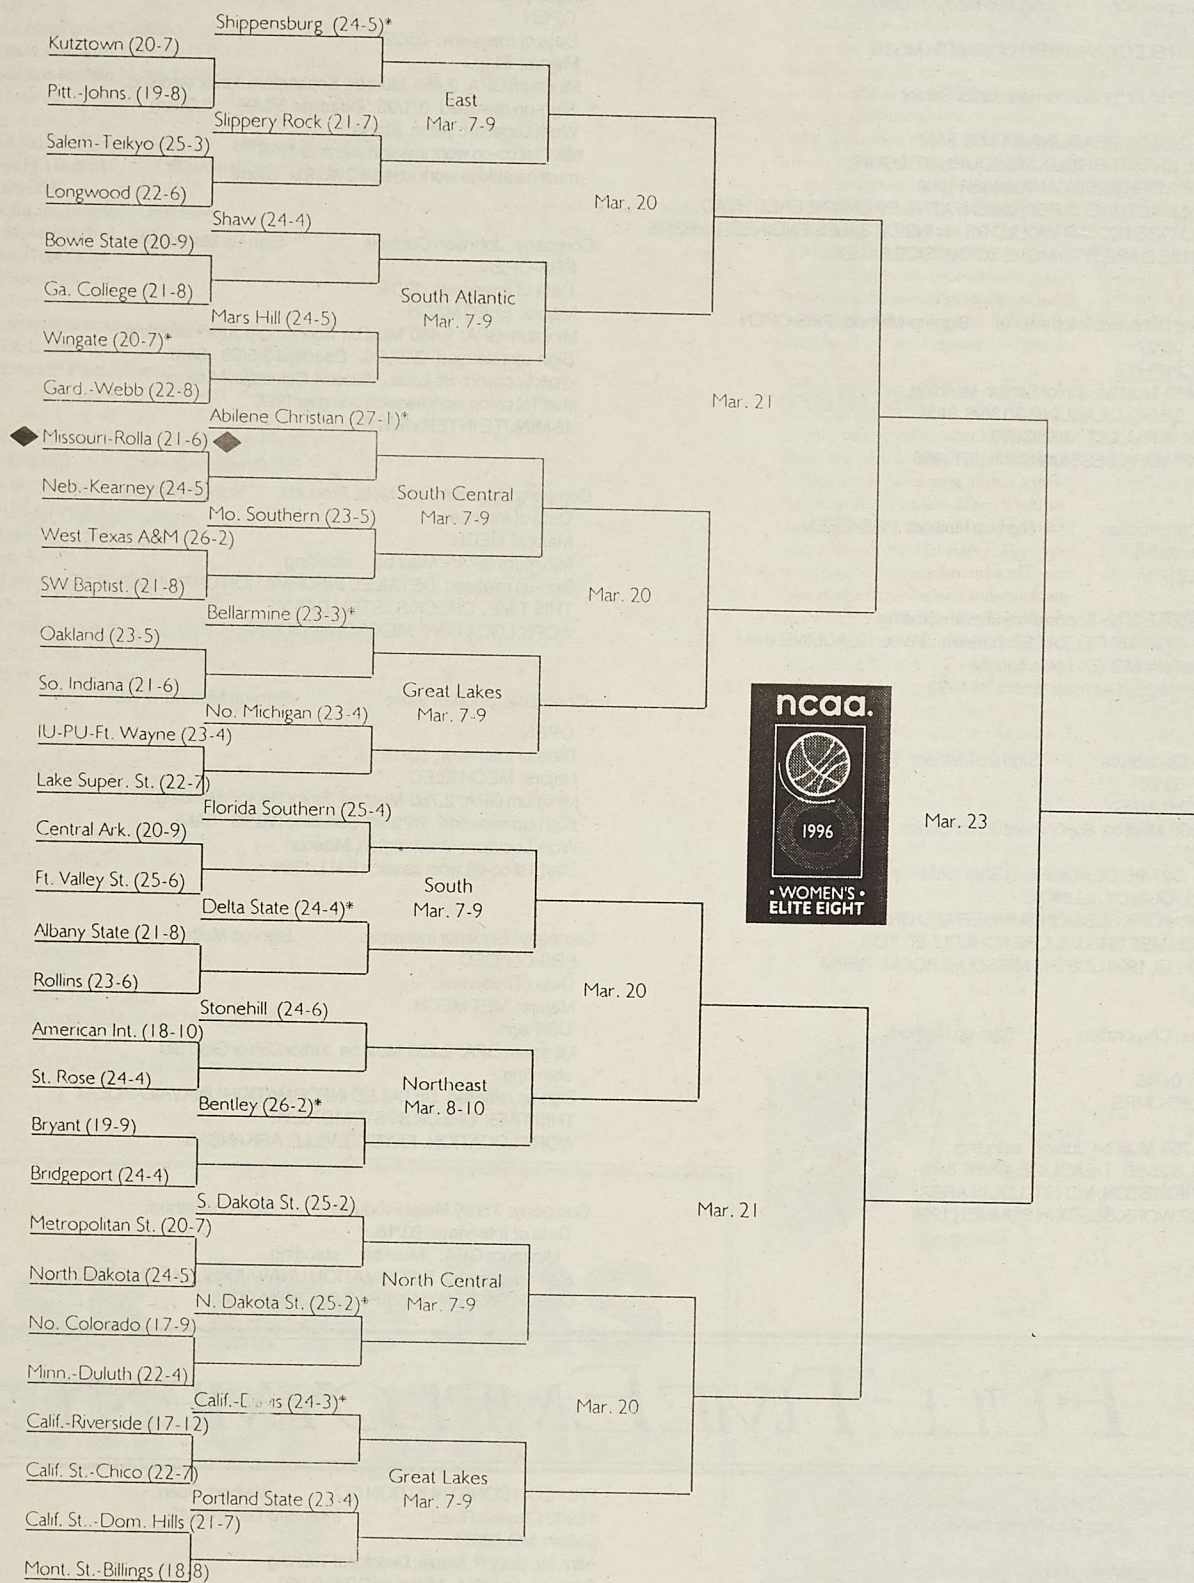 Shippensburg (24-5)*
Kutztown (20-7)
Pitt.-Johns. (19-8)
East
Mar. 7-9
Slippery Rock (21-7)
Salem-Teikyo (25-3)
Longwood (22-6)
Mar. 20
Shaw (24-4)
Bowie State (20-9)
Ga. College (21-8)
South Atlantic
Mar. 7-9
Mars Hill (24-5)
Wingate (20-7)*
Gard.-Webb (22-8)
Mar. 21
Abilene Christian (27-1)*
Missouri-Rolla (21-6)
Neb.-Kearney (24-5)
South Central
Mar. 7-9
Mo. Southern (23-5)
West Texas A&M (26-2)
SW Baptist. (21-8)
Mar. 20
Bellarmine (23-3)*
Oakland (23-5)
So. Indiana (21-6)
Great Lakes
Mar. 7-9
No. Michigan (23-4)
IU-PU-Ft. Wayne (23-4)
Lake Super. St. (22-7)
ncaa.
1996
• WOMEN'S •
ELITE EIGHT
Mar. 23
Florida Southern (25-4)
Central Ark. (20-9)
Ft. Valley St. (25-6)
South
Mar. 7-9
Delta State (24-4)*
Albany State (21-8)
Rollins (23-6)
Mar. 20
Stonehill (24-6)
American Int. (18-10)
St. Rose (24-4)
Northeast
Mar. 8-10
Bentley (26-2)*
Bryant (19-9)
Bridgeport (24-4)
Mar. 21
S. Dakota St. (25-2)
Metropolitan St. (20-7)
North Dakota (24-5)
North Central
Mar. 7-9
N. Dakota St. (25-2)*
No. Colorado (17-9)
Minn.-Duluth (22-4)
Mar. 20
Calif.-Davis (24-3)*
Calif.-Riverside (17-12)
Calif. St.-Chico (22-7)
Great Lakes
Mar. 7-9
Portland State (23-4)
Calif. St..-Dom. Hills (21-7)
Mont. St.-Billings (18-8)